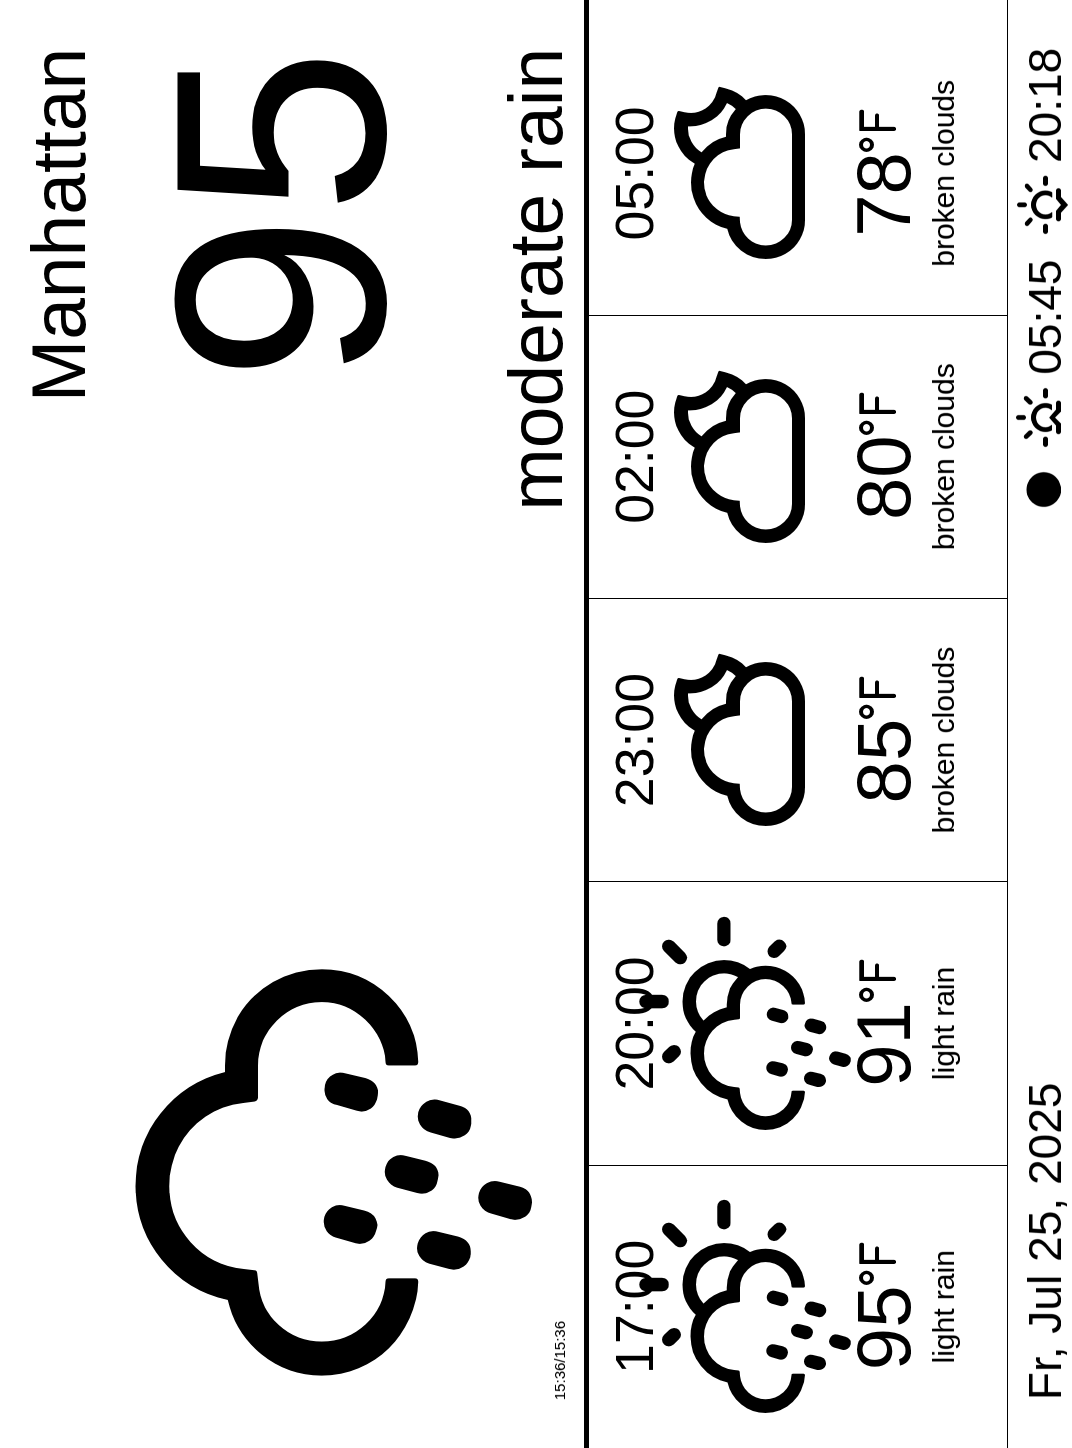 Manhattan
95
moderate rain
15:36/15:36
17:00
95°F
light rain
20:00
91°F
light rain
23:00
85°F
broken clouds
02:00
80°F
broken clouds
05:00
78°F
broken clouds
Fr, Jul 25, 2025
05:45
20:18